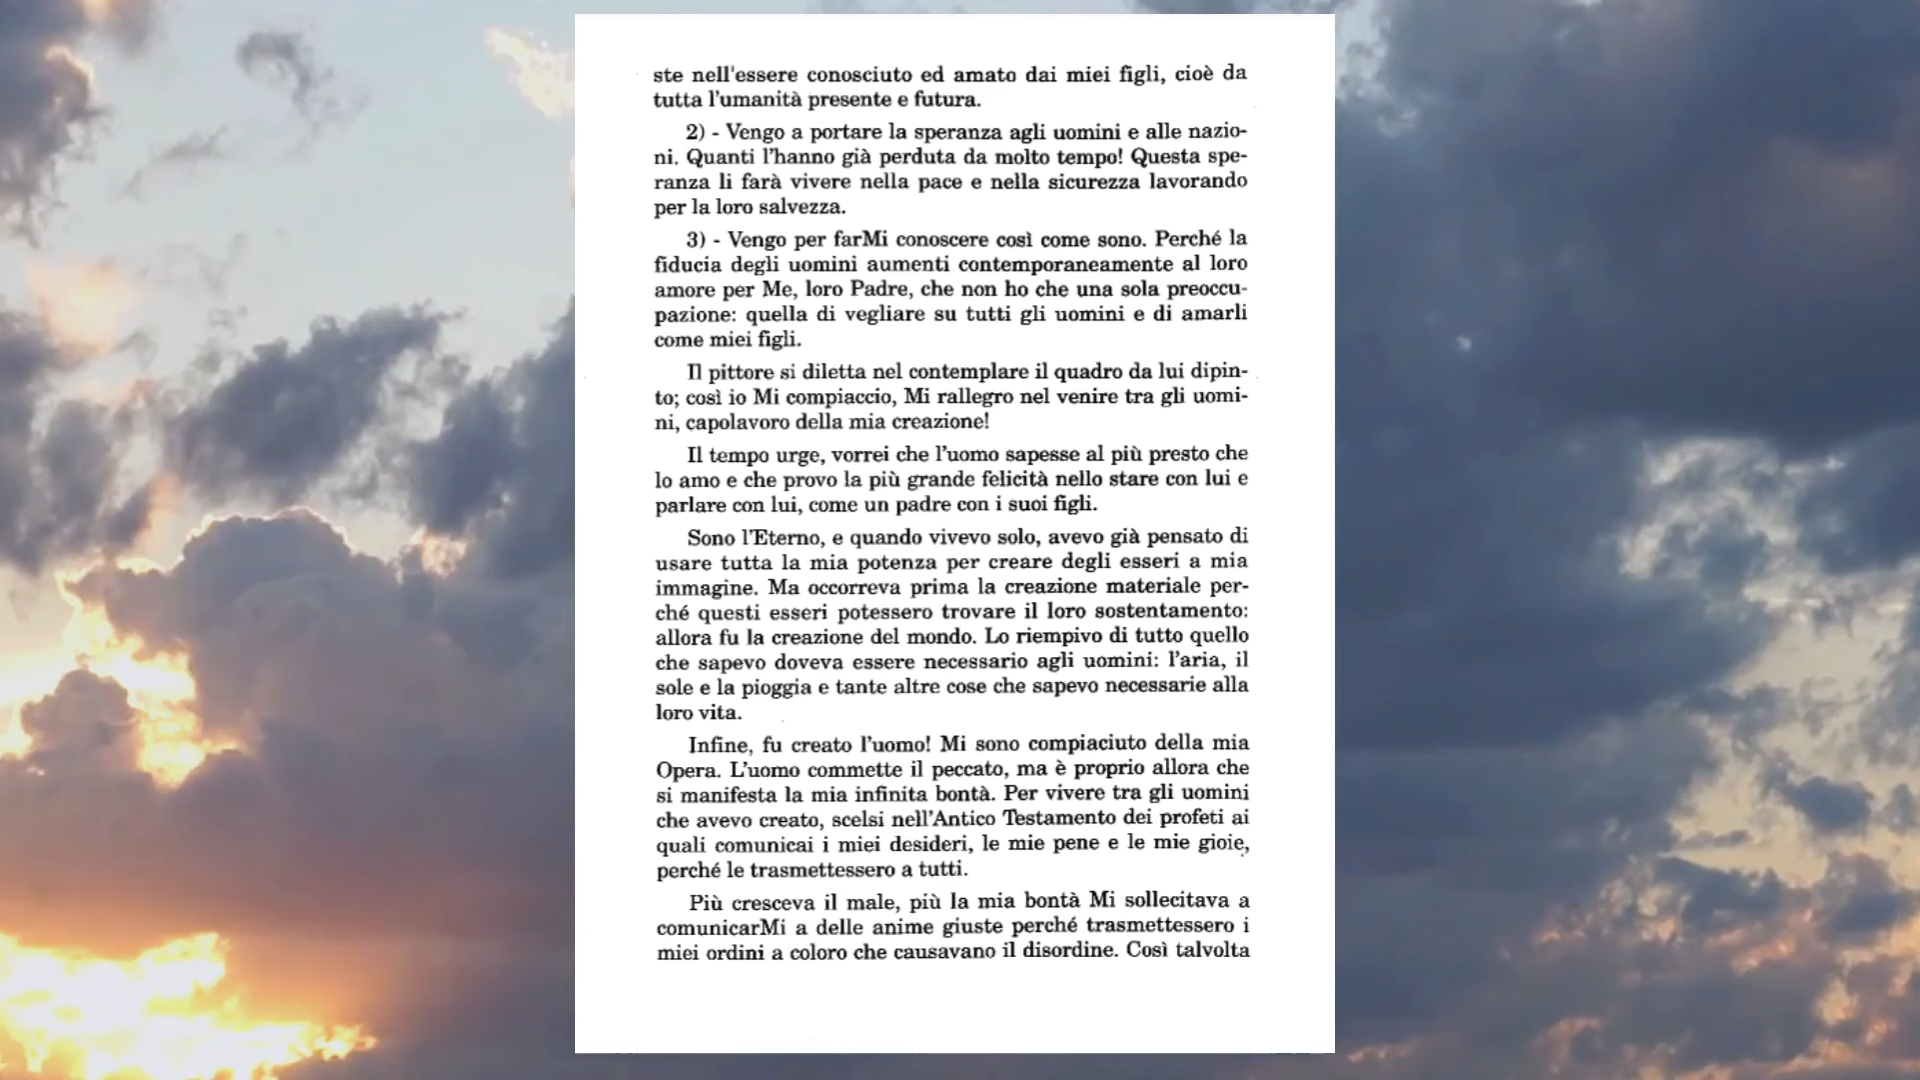 ste nell'essere conosciuto ed amato dai miei figli, cioè da
tutta l'umanità presente e futura.
2) - Vengo a portare la speranza agli uomini e alle nazio-
ni. Quanti l'hanno già perduta da molto tempo! Questa spe-
ranza li farà vivere nella pace e nella sicurezza lavorando
per la loro salvezza.
3) - Vengo per farMi conoscere così come sono. Perché la
fiducia degli uomini aumenti contemporaneamente al loro
amore per Me, loro Padre, che non ho che una sola preoccu-
pazione: quella di vegliare su tutti gli uomini e di amarli
come miei figli.
Il pittore si diletta nel contemplare il quadro da lui dipin-
to; così io Mi compiaccio, Mi rallegro nel venire tra gli uomi-
ni, capolavoro della mia creazione!
Il tempo urge, vorrei che l'uomo sapesse al più presto che
lo amo e che provo la più grande felicità nello stare con lui e
parlare con lui, come un padre con i suoi figli.
Sono l'Eterno, e quando vivevo solo, avevo già pensato di
usare tutta la mia potenza per creare degli esseri a mia
immagine. Ma occorreva prima la creazione materiale per-
ché questi esseri potessero trovare il loro sostentamento:
allora fu la creazione del mondo. Lo riempivo di tutto quello
che sapevo doveva essere necessario agli uomini: l'aria, il
sole e la pioggia e tante altre cose che sapevo necessarie alla
loro vita.
Infine, fu creato l'uomo! Mi sono compiaciuto della mia
Opera. L'uomo commette il peccato, ma è proprio allora che
si manifesta la mia infinita bontà. Per vivere tra gli uomini
che avevo creato, scelsi nell'Antico Testamento dei profeti ai
quali comunicai i miei desideri, le mie pene e le mie gioie,
perché le trasmettessero a tutti.
Più cresceva il male, più la mia bontà Mi sollecitava a
comunicarMi a delle anime giuste perché trasmettessero i
miei ordini a coloro che causavano il disordine. Così talvolta